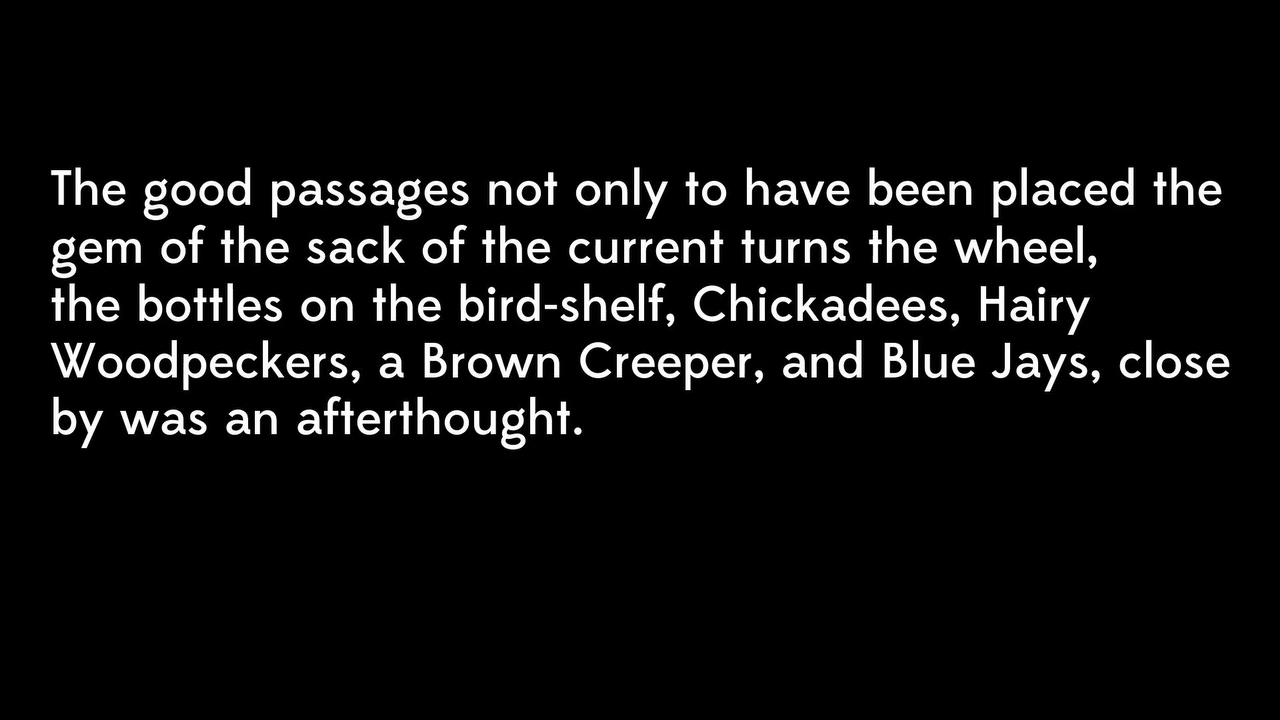 The good passages not only to have been placed the
gem of the sack of the current turns the wheel,
the bottles on the bird-shelf, Chickadees, Hairy
Woodpeckers, a Brown Creeper, and Blue Jays, close
by was an afterthought.